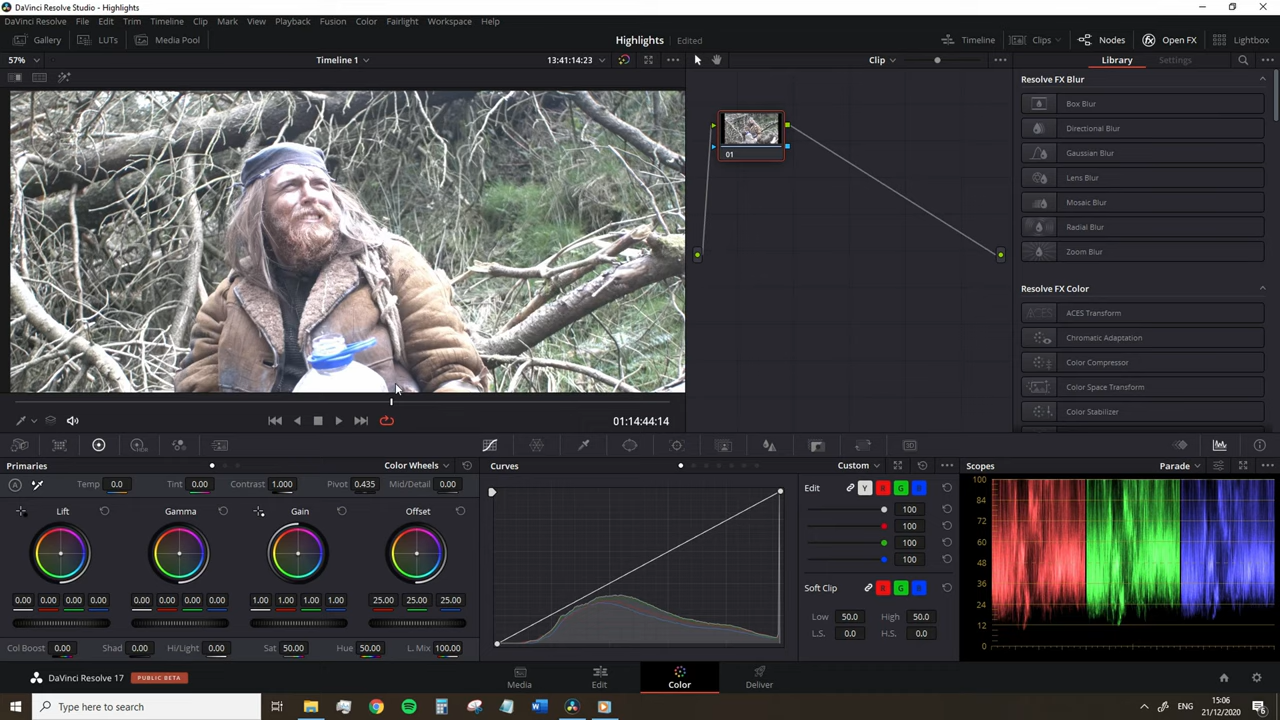 DaVinci Resolve Studio - Highlights
DaVinci Resolve File Edit Trim Timeline Clip Mark View Playback Fusion Color Fairlight Workspace Help
Gallery LUTs Media Pool Highlights Edited Timeline Clips Nodes Open FX Lightbox
57% Timeline 1 13:41:14:23 Clip Library Settings
Resolve FX Blur
Box Blur
Directional Blur
01
Gaussian Blur
Lens Blur
Mosaic Blur
Radial Blur
Zoom Blur
Resolve FX Color
ACES Transform
Chromatic Adaptation
Color Compressor
Color Space Transform
Color Stabilizer
01:14:44:14
Primaries Color Wheels Curves Custom Scopes Parade
Temp 0.0 Tint 0.00 Contrast 1.000 Pivot 0.435 Mid/Detail 0.00
Edit Y R G B
Lift Gamma Gain Offset
100
100
100
100
Soft Clip R G B
0.00 0.00 0.00 0.00 0.00 0.00 0.00 0.00 1.00 1.00 1.00 1.00 25.00 25.00 25.00
Low 50.0 High 50.0
L.S. 0.0 H.S. 0.0
Col Boost 0.00 Shad 0.00 Hi/Light 0.00 Sat 50.00 Hue 50.00 L. Mix 100.00
100
84
72
60
48
36
24
12
0
DaVinci Resolve 17 PUBLIC BETA Media Edit Color Deliver
Type here to search
W
ENG
15:06
21/12/2020
6